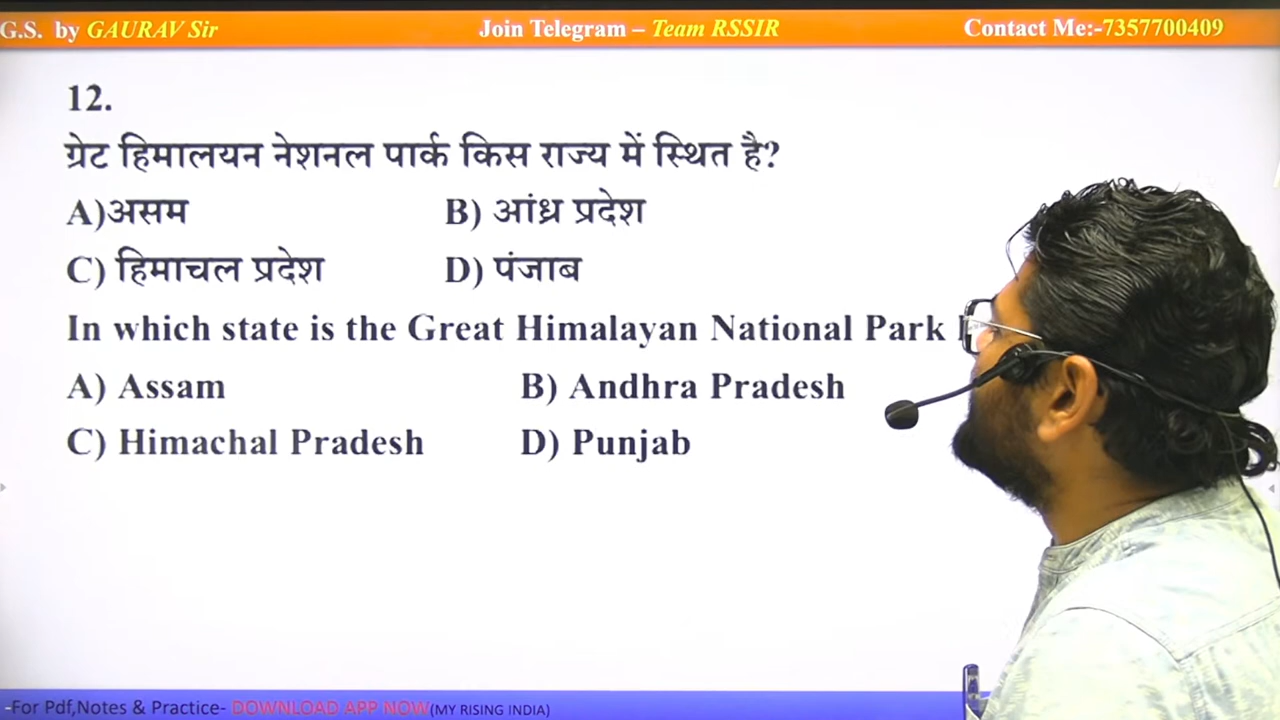 G.S. by GAURAV Sir Join Telegram – Team RSSIR Contact Me:-7357700409
12.
ग्रेट हिमालयन नेशनल पार्क किस राज्य में स्थित है?
A)असम B) आंध्र प्रदेश
C) हिमाचल प्रदेश D) पंजाब
In which state is the Great Himalayan National Park
A) Assam B) Andhra Pradesh
C) Himachal Pradesh D) Punjab
-For Pdf,Notes & Practice- DOWNLOAD APP NOW(MY RISING INDIA)